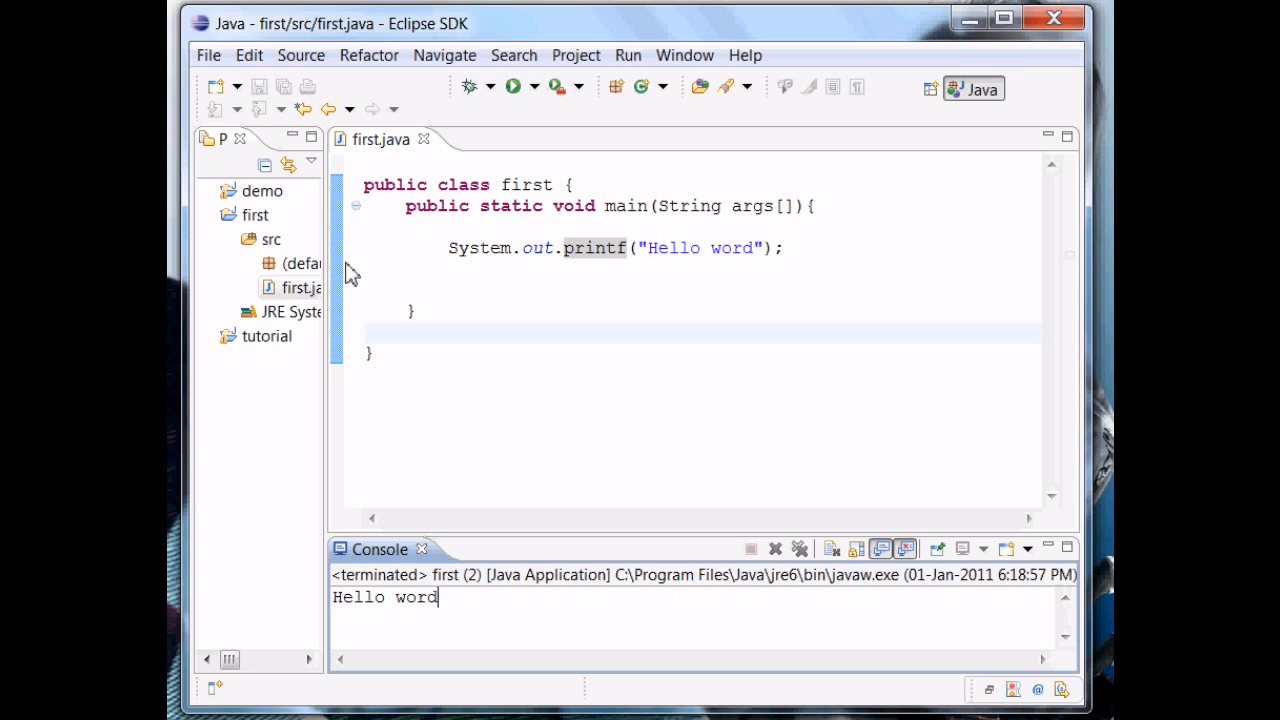 Java - first/src/first.java - Eclipse SDK
File Edit Source Refactor Navigate Search Project Run Window Help
Java
P
first.java
demo
first
src
(defau
first.ja
JRE Syste
tutorial
public class first {
public static void main(String args[]){
System.out.printf("Hello word");
}
}
Console
<terminated> first (2) [Java Application] C:\Program Files\Java\jre6\bin\javaw.exe (01-Jan-2011 6:18:57 PM)
Hello word